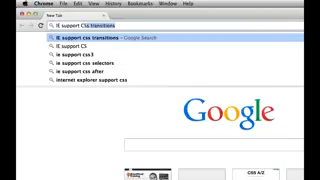 Chrome File Edit View History Bookmarks Window Help
New Tab
IE support CSs transitions
IE support css transitions - Google Search
IE support CS
ie support css3
ie support css selectors
ie support css after
internet explorer support css
Google
CSS A/Z